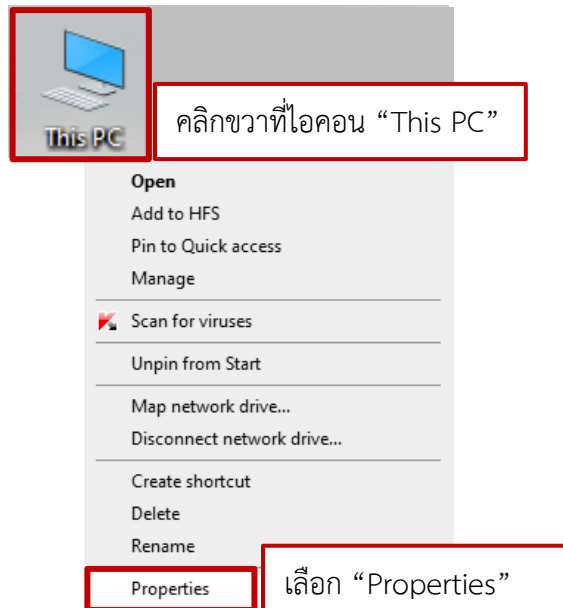 This PC
คลิกขวาที่ไอคอน “This PC”
Open
Add to HFS
Pin to Quick access
Manage
Scan for viruses
Unpin from Start
Map network drive...
Disconnect network drive...
Create shortcut
Delete
Rename
Properties
เลือก “Properties”